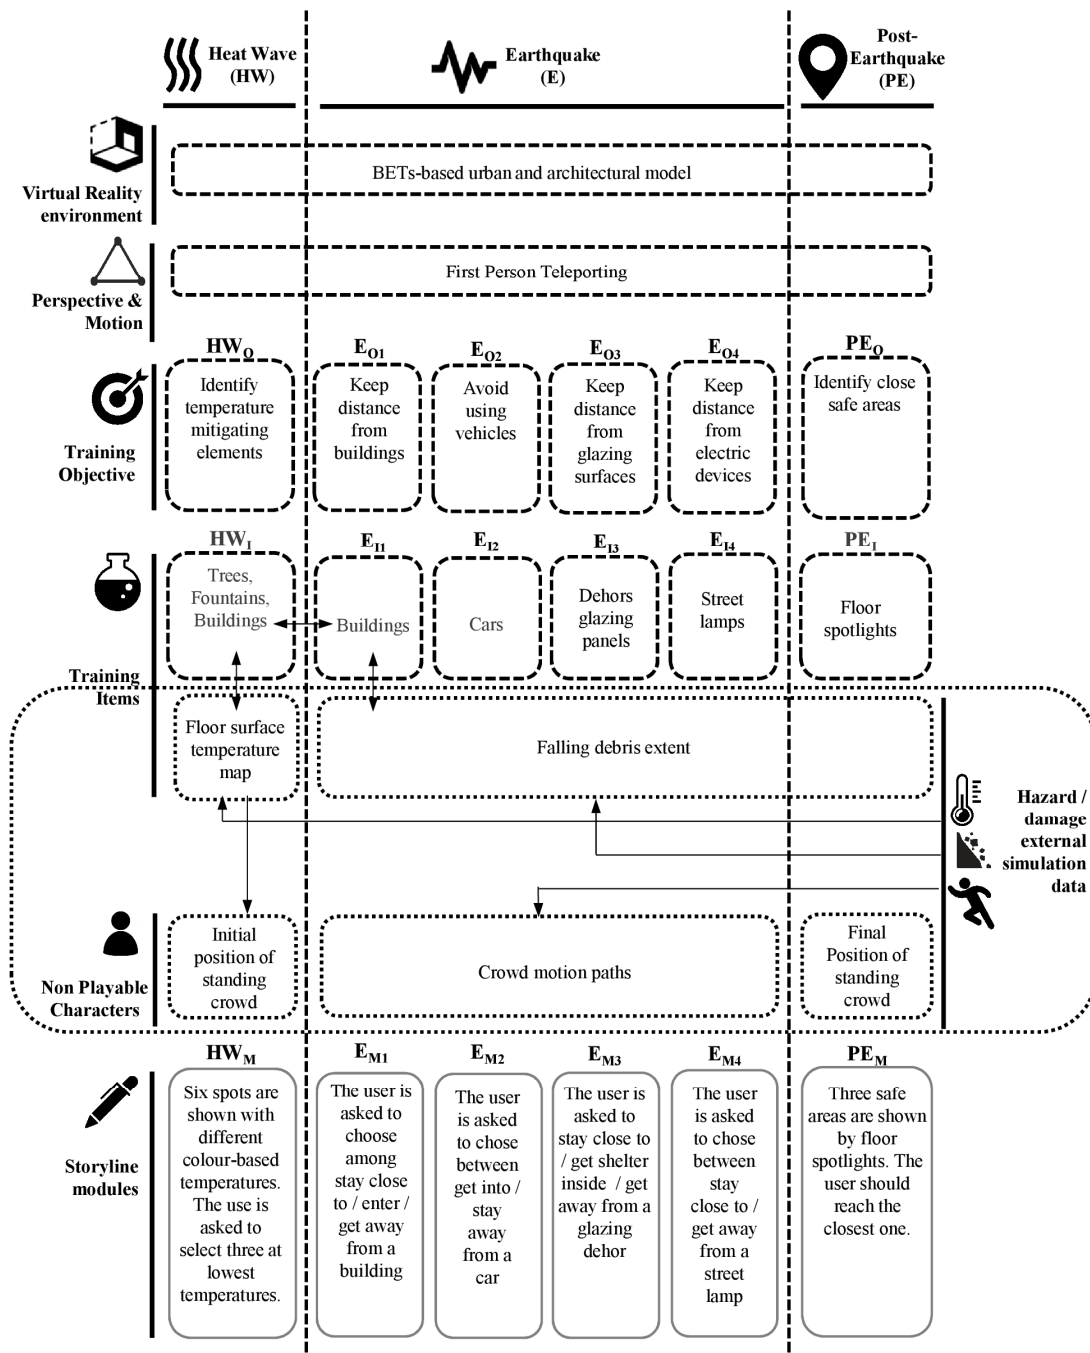 Heat Wave
(HW)
Earthquake
(E)
Post-
Earthquake
(PE)
Virtual Reality
environment
BETs-based urban and architectural model
Perspective &
Motion
First Person Teleporting
Training
Objective
HWO
Identify
temperature
mitigating
elements
EO1
Keep
distance
from
buildings
EO2
Avoid
using
vehicles
EO3
Keep
distance
from
glazing
surfaces
EO4
Keep
distance
from
electric
devices
PEO
Identify close
safe areas
Training
Items
HWI
Trees,
Fountains,
Buildings
EI1
Buildings
EI2
Cars
EI3
Dehors
glazing
panels
EI4
Street
lamps
PEI
Floor
spotlights
Floor surface
temperature
map
Falling debris extent
Hazard /
damage
external
simulation
data
Non Playable
Characters
Initial
position of
standing
crowd
Crowd motion paths
Final
Position of
standing
crowd
Storyline
modules
HWM
Six spots are
shown with
different
colour-based
temperatures.
The use is
asked to
select three at
lowest
temperatures.
EM1
The user is
asked to
choose
among
stay close
to / enter /
get away
from a
building
EM2
The user
is asked
to chose
between
get into /
stay
away
from a
car
EM3
The user is
asked to
stay close to
/ get shelter
inside / get
away from a
glazing
dehor
EM4
The user
is asked
to chose
between
stay
close to /
get away
from a
street
lamp
PEM
Three safe
areas are shown
by floor
spotlights. The
user should
reach the
closest one.